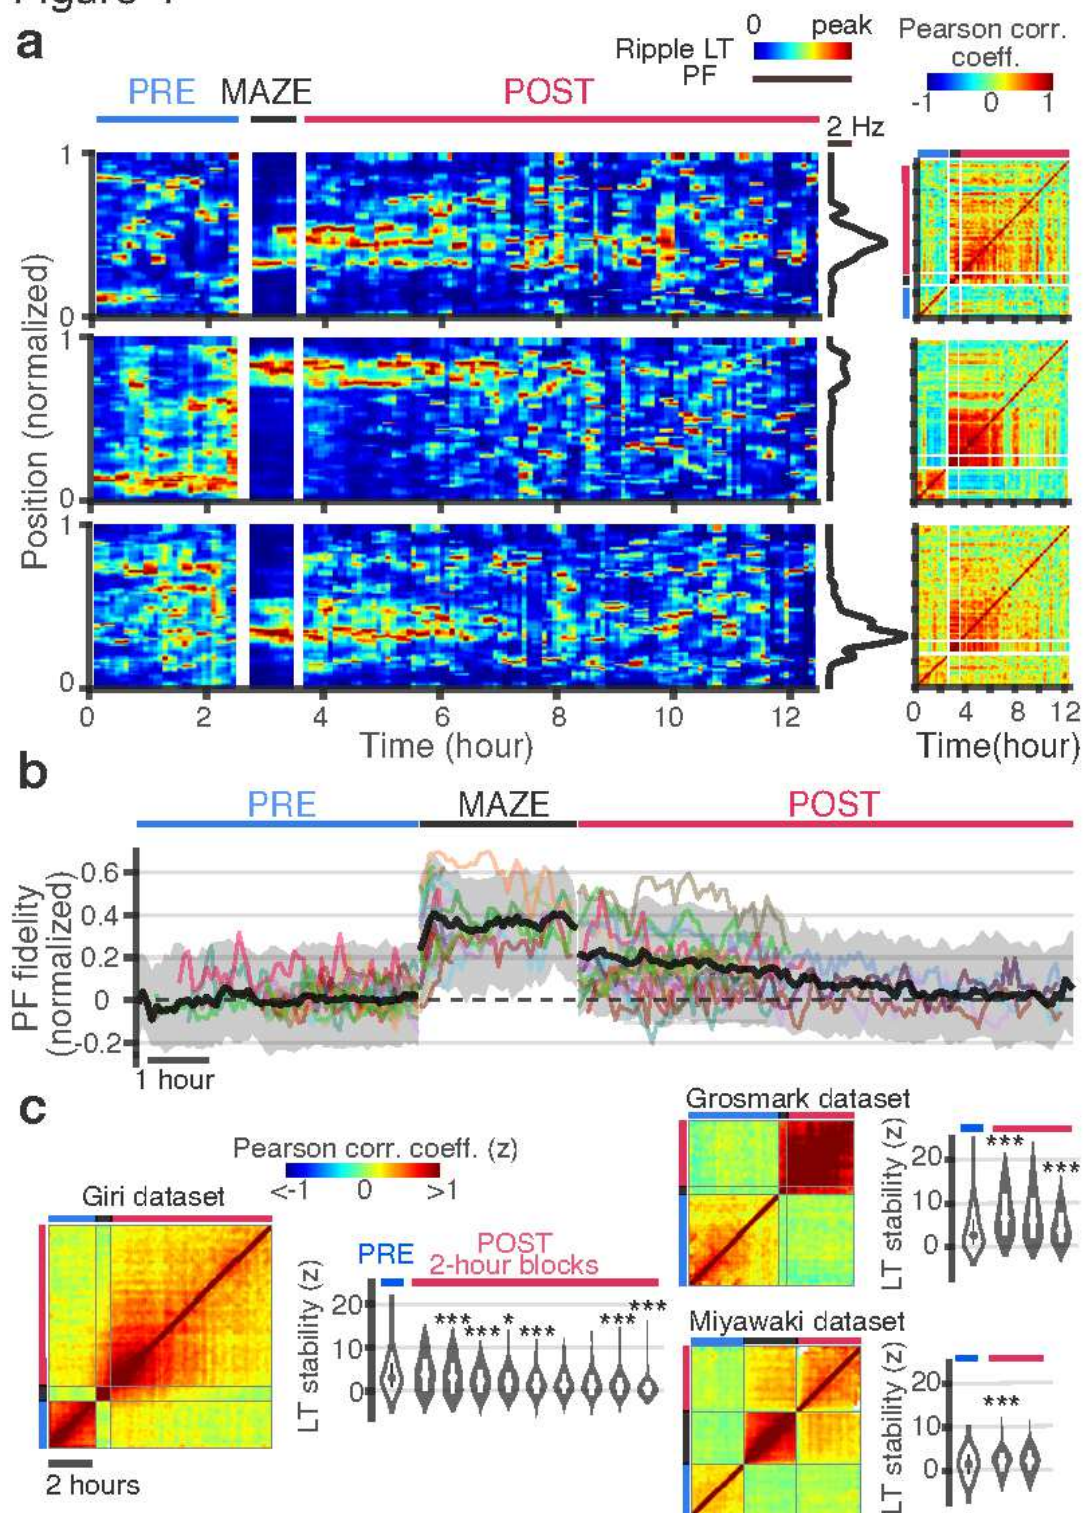 a
0 peak
Ripple LT
PF
Pearson corr.
coeff.
-1 0 1
PRE MAZE POST
2 Hz
Position (normalized)
1
0
1
0
1
0
0 2 4 6 8 10 12
Time (hour)
0 4 8 12
Time(hour)
b
PRE MAZE POST
PF fidelity
(normalized)
0.6
0.4
0.2
0
-0.2
1 hour
c
Pearson corr. coeff. (z)
<-1 0 >1
Giri dataset
2 hours
PRE POST
2-hour blocks
LT stability (z)
20
10
0
*** *** * *** *** ***
Grosmark dataset
LT stability (z)
20
10
0
*** ***
Miyawaki dataset
LT stability (z)
20
10
0
***